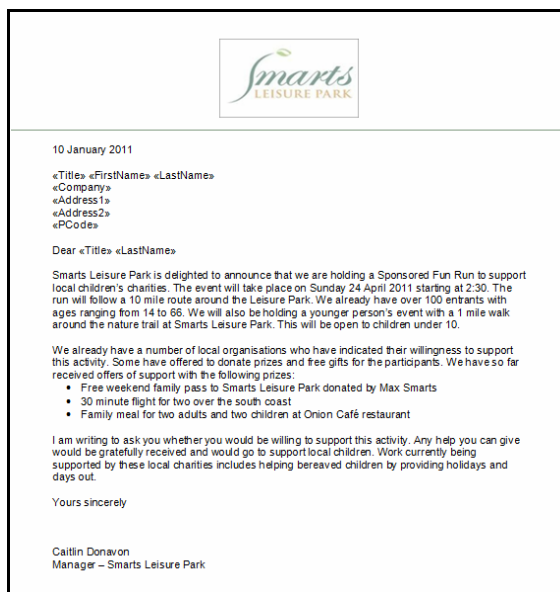 Smarts
LEISURE PARK
10 January 2011
«Title» «FirstName» «LastName»
«Company»
«Address1»
«Address2»
«PCode»
Dear «Title» «LastName»
Smarts Leisure Park is delighted to announce that we are holding a Sponsored Fun Run to support
local children's charities. The event will take place on Sunday 24 April 2011 starting at 2:30. The
run will follow a 10 mile route around the Leisure Park. We already have over 100 entrants with
ages ranging from 14 to 66. We will also be holding a younger person's event with a 1 mile walk
around the nature trail at Smarts Leisure Park. This will be open to children under 10.
We already have a number of local organisations who have indicated their willingness to support
this activity. Some have offered to donate prizes and free gifts for the participants. We have so far
received offers of support with the following prizes:
• Free weekend family pass to Smarts Leisure Park donated by Max Smarts
• 30 minute flight for two over the south coast
• Family meal for two adults and two children at Onion Café restaurant
I am writing to ask you whether you would be willing to support this activity. Any help you can give
would be gratefully received and would go to support local children. Work currently being
supported by these local charities includes helping bereaved children by providing holidays and
days out.
Yours sincerely
Caitlin Donavon
Manager – Smarts Leisure Park